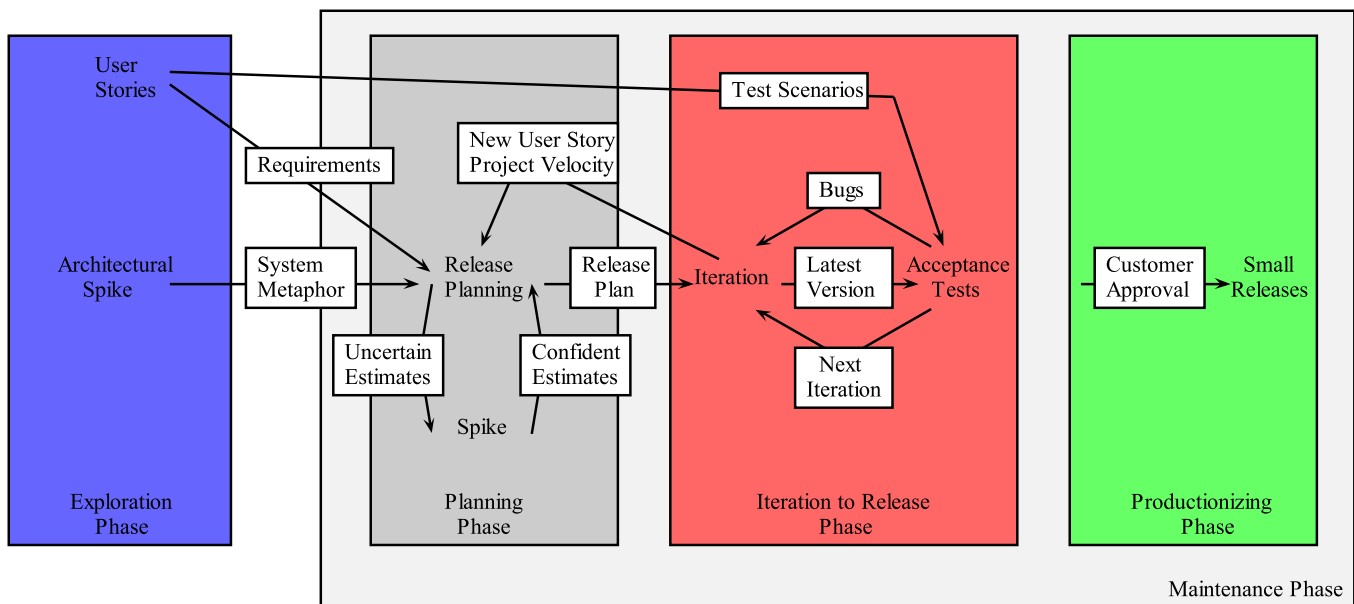 User
Stories
Test Scenarios
New User Story
Project Velocity
Requirements
Bugs
Architectural
Spike
System
Metaphor
Release
Planning
Release
Plan
Iteration
Latest
Version
Acceptance
Tests
Customer
Approval
Small
Releases
Uncertain
Estimates
Confident
Estimates
Next
Iteration
Spike
Exploration
Phase
Planning
Phase
Iteration to Release
Phase
Productionizing
Phase
Maintenance Phase